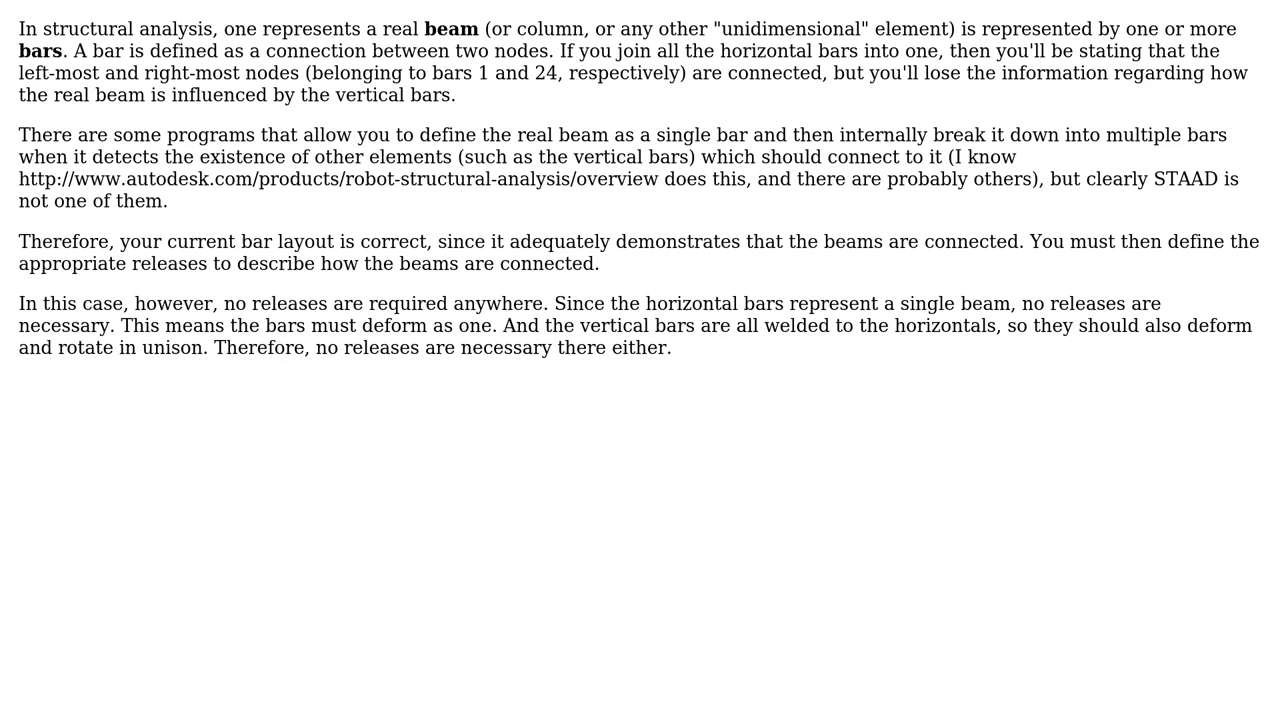 In structural analysis, one represents a real beam (or column, or any other "unidimensional" element) is represented by one or more
bars. A bar is defined as a connection between two nodes. If you join all the horizontal bars into one, then you'll be stating that the
left-most and right-most nodes (belonging to bars 1 and 24, respectively) are connected, but you'll lose the information regarding how
the real beam is influenced by the vertical bars.
There are some programs that allow you to define the real beam as a single bar and then internally break it down into multiple bars
when it detects the existence of other elements (such as the vertical bars) which should connect to it (I know
http://www.autodesk.com/products/robot-structural-analysis/overview does this, and there are probably others), but clearly STAAD is
not one of them.
Therefore, your current bar layout is correct, since it adequately demonstrates that the beams are connected. You must then define the
appropriate releases to describe how the beams are connected.
In this case, however, no releases are required anywhere. Since the horizontal bars represent a single beam, no releases are
necessary. This means the bars must deform as one. And the vertical bars are all welded to the horizontals, so they should also deform
and rotate in unison. Therefore, no releases are necessary there either.